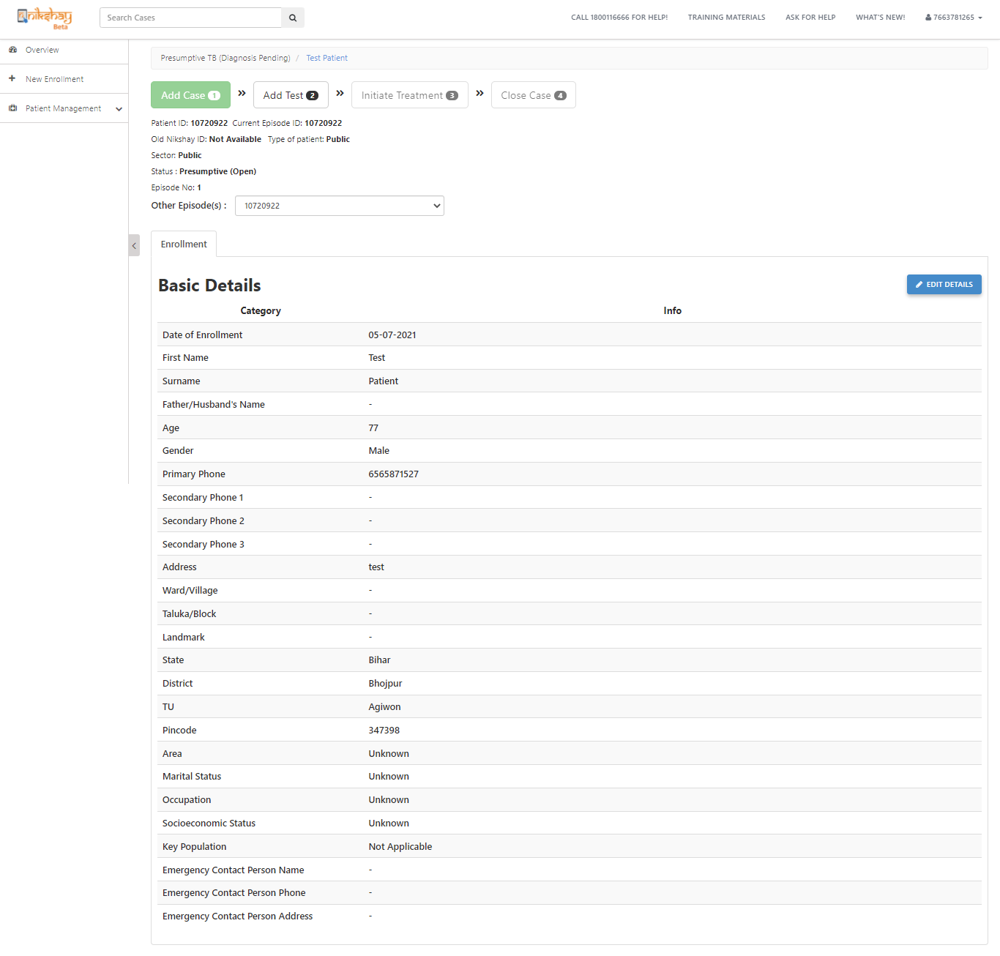 nikshay
Beta
Search Cases
CALL 1800116666 FOR HELP! TRAINING MATERIALS ASK FOR HELP WHAT'S NEW! 7663781265
Overview
New Enrollment
Patient Management
Presumptive TB (Diagnosis Pending) / Test Patient
Add Case 1 » Add Test 2 » Initiate Treatment 3 » Close Case 4
Patient ID: 10720922 Current Episode ID: 10720922
Old Nikshay ID: Not Available Type of patient: Public
Sector: Public
Status : Presumptive (Open)
Episode No: 1
Other Episode(s) : 10720922
Enrollment
Basic Details EDIT DETAILS
Category Info
Date of Enrollment 05-07-2021
First Name Test
Surname Patient
Father/Husband's Name -
Age 77
Gender Male
Primary Phone 6565871527
Secondary Phone 1 -
Secondary Phone 2 -
Secondary Phone 3 -
Address test
Ward/Village -
Taluka/Block -
Landmark -
State Bihar
District Bhojpur
TU Agiwon
Pincode 347398
Area Unknown
Marital Status Unknown
Occupation Unknown
Socioeconomic Status Unknown
Key Population Not Applicable
Emergency Contact Person Name -
Emergency Contact Person Phone -
Emergency Contact Person Address -